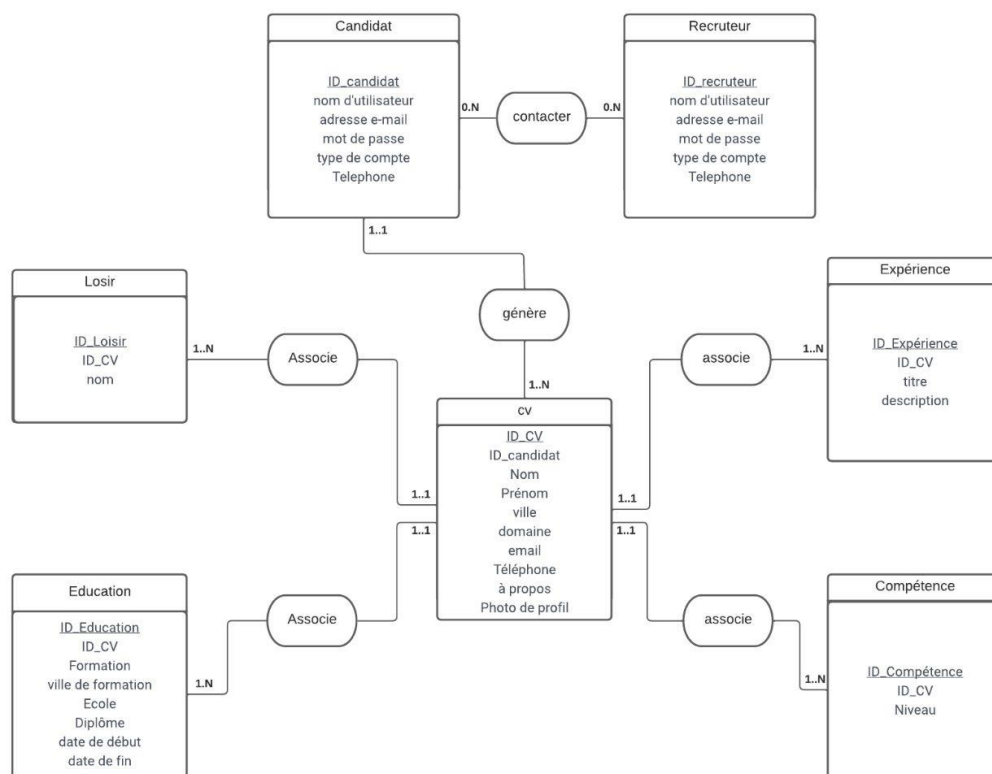 Candidat
ID_candidat
nom d'utilisateur
adresse e-mail
mot de passe
type de compte
Telephone
0.N
contacter
0.N
Recruteur
ID_recruteur
nom d'utilisateur
adresse e-mail
mot de passe
type de compte
Telephone
1..1
génère
1..N
Losir
ID_Loisir
ID_CV
nom
1..N
Associe
1..1
Expérience
ID_Expérience
ID_CV
titre
description
1..N
associe
1..1
cv
ID_CV
ID_candidat
Nom
Prénom
ville
domaine
email
Téléphone
à propos
Photo de profil
1..1
Associe
1.N
Education
ID_Education
ID_CV
Formation
ville de formation
Ecole
Diplôme
date de début
date de fin
1..1
associe
1..N
Compétence
ID_Compétence
ID_CV
Niveau